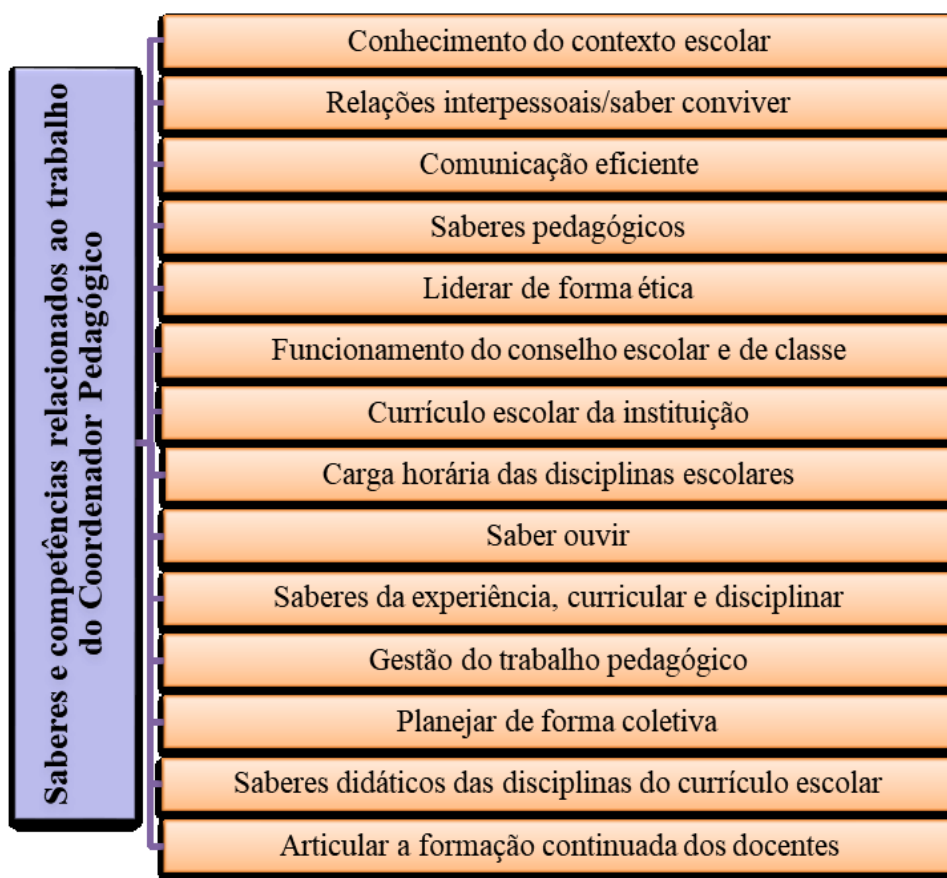 Saberes e competências relacionados ao trabalho
do Coordenador Pedagógico
Conhecimento do contexto escolar
Relações interpessoais/saber conviver
Comunicação eficiente
Saberes pedagógicos
Liderar de forma ética
Funcionamento do conselho escolar e de classe
Currículo escolar da instituição
Carga horária das disciplinas escolares
Saber ouvir
Saberes da experiência, curricular e disciplinar
Gestão do trabalho pedagógico
Planejar de forma coletiva
Saberes didáticos das disciplinas do currículo escolar
Articular a formação continuada dos docentes